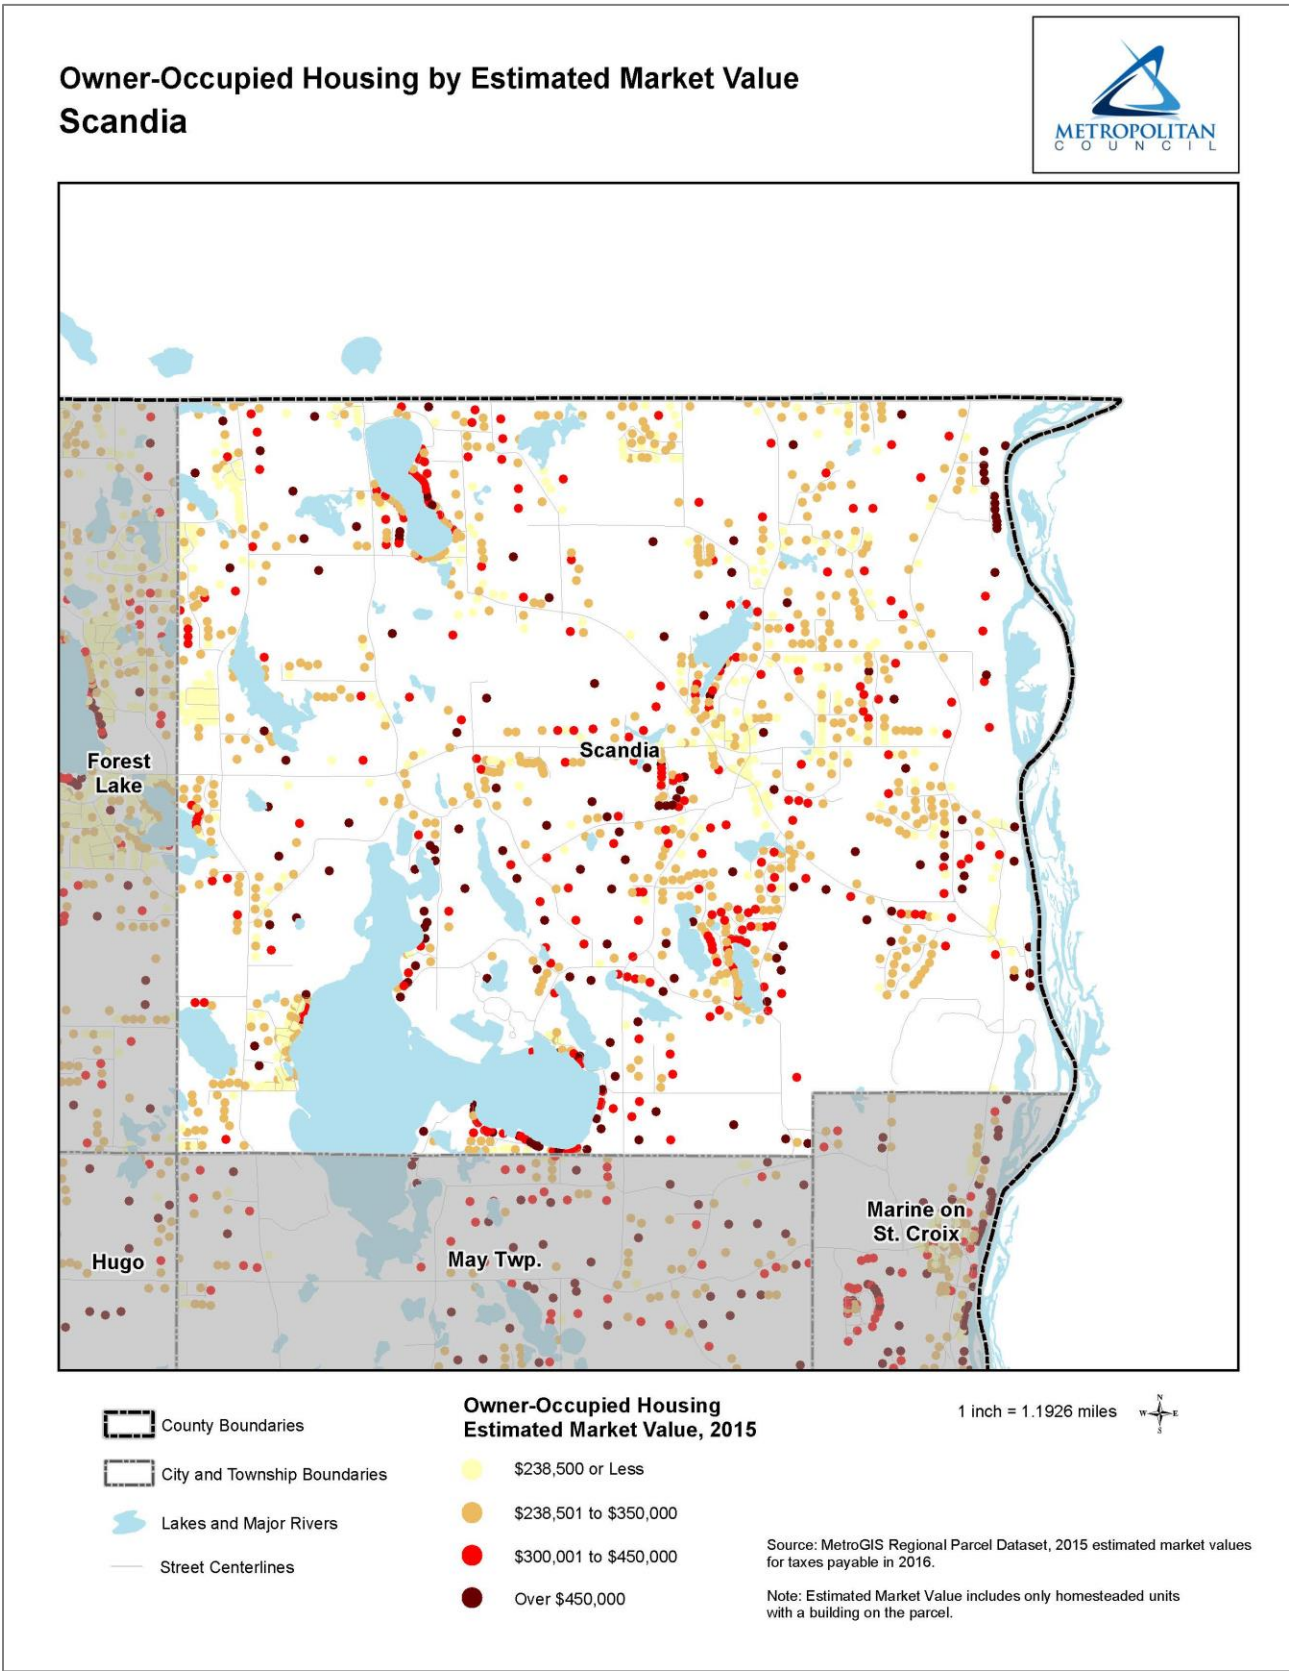 Owner-Occupied Housing by Estimated Market Value
Scandia
METROPOLITAN
COUNCIL
Scandia
Forest
Lake
Marine on
St. Croix
Hugo
May Twp.
County Boundaries
City and Township Boundaries
Lakes and Major Rivers
Street Centerlines
Owner-Occupied Housing
Estimated Market Value, 2015
$238,500 or Less
$238,501 to $350,000
$300,001 to $450,000
Over $450,000
1 inch = 1.1926 miles
N
W
E
S
Source: MetroGIS Regional Parcel Dataset, 2015 estimated market values
for taxes payable in 2016.
Note: Estimated Market Value includes only homesteaded units
with a building on the parcel.